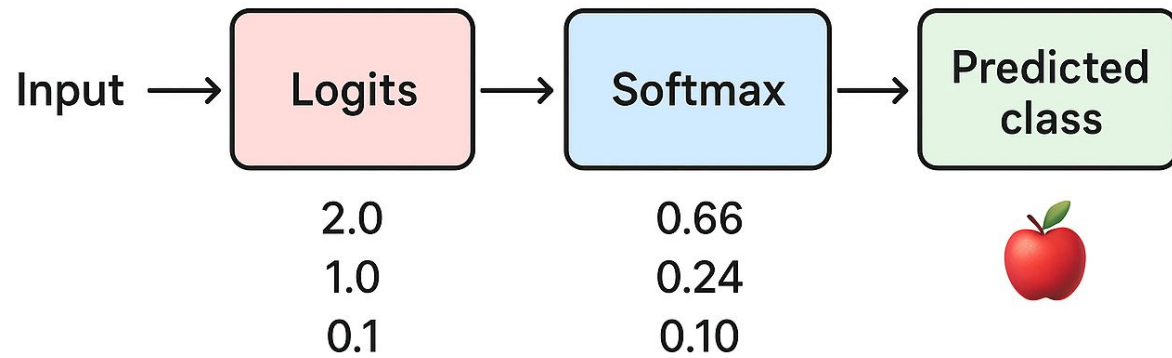 Input
Logits
Softmax
Predicted
class
2.0
0.66
1.0
0.24
0.1
0.10